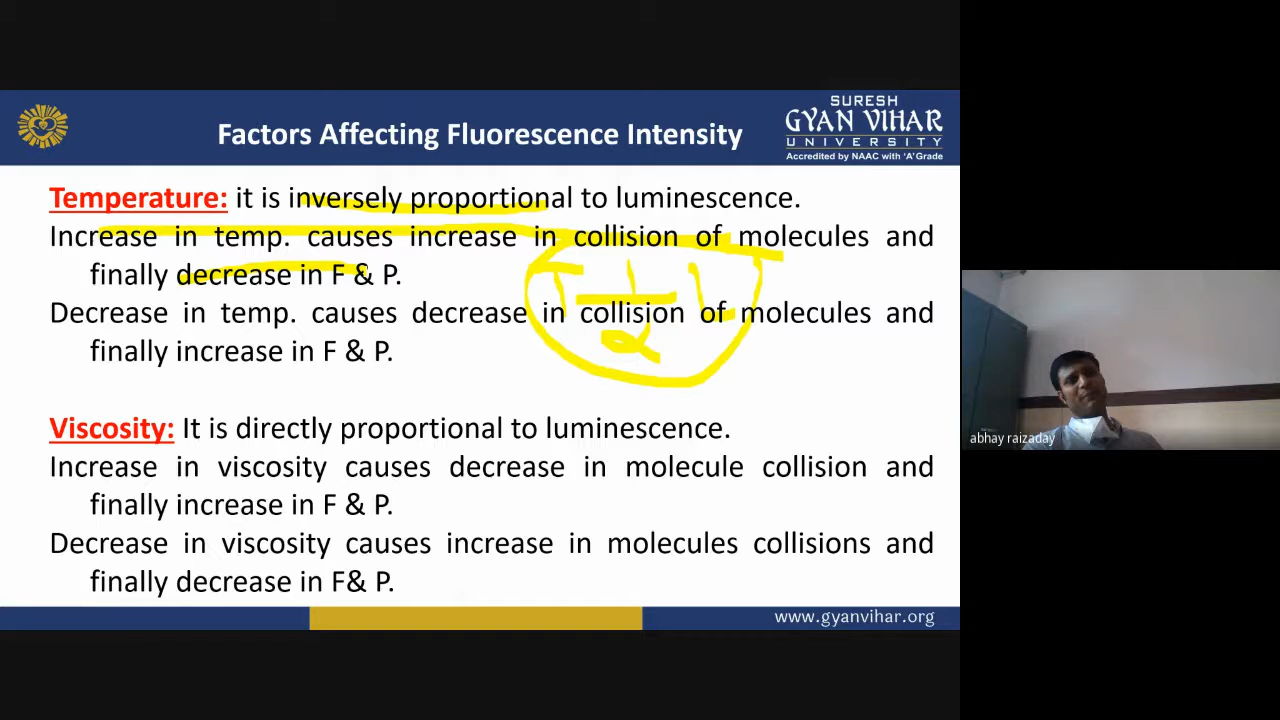 Factors Affecting Fluorescence Intensity
SURESH
GYAN VIHAR
UNIVERSITY
Accredited by NAAC with ‘A’ Grade
Temperature: it is inversely proportional to luminescence.
Increase in temp. causes increase in collision of molecules and
finally decrease in F & P.
T 1/α L
Decrease in temp. causes decrease in collision of molecules and
finally increase in F & P.
Viscosity: It is directly proportional to luminescence.
Increase in viscosity causes decrease in molecule collision and
finally increase in F & P.
Decrease in viscosity causes increase in molecules collisions and
finally decrease in F& P.
www.gyanvihar.org
abhay raizaday